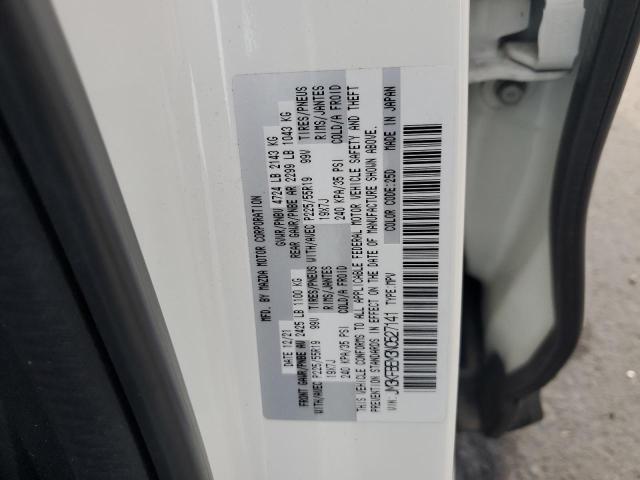 MFD. BY MAZDA MOTOR CORPORATION
DATE 12/21 GVWR/PNBV 4724 LB 2143 KG
FRONT GAWR/PNBE AV 2425 LB 1100 KG REAR GAWR/PNBE AR 2299 LB 1043 KG
WITH/AVEC P225/55R19 99V TIRES/PNEUS WITH/AVEC P225/55R19 99V TIRES/PNEUS
19X7J RIMS/JANTES 19X7J RIMS/JANTES
240 KPA/35 PSI COLD/A FROID 240 KPA/35 PSI COLD/A FROID
THIS VEHICLE CONFORMS TO ALL APPLICABLE FEDERAL MOTOR VEHICLE SAFETY AND THEFT
PREVENTION STANDARDS IN EFFECT ON THE DATE OF MANUFACTURE SHOWN ABOVE.
COLOR CODE:25D MADE IN JAPAN
VIN: JM3KFBEM3N0627141 TYPE:MPV